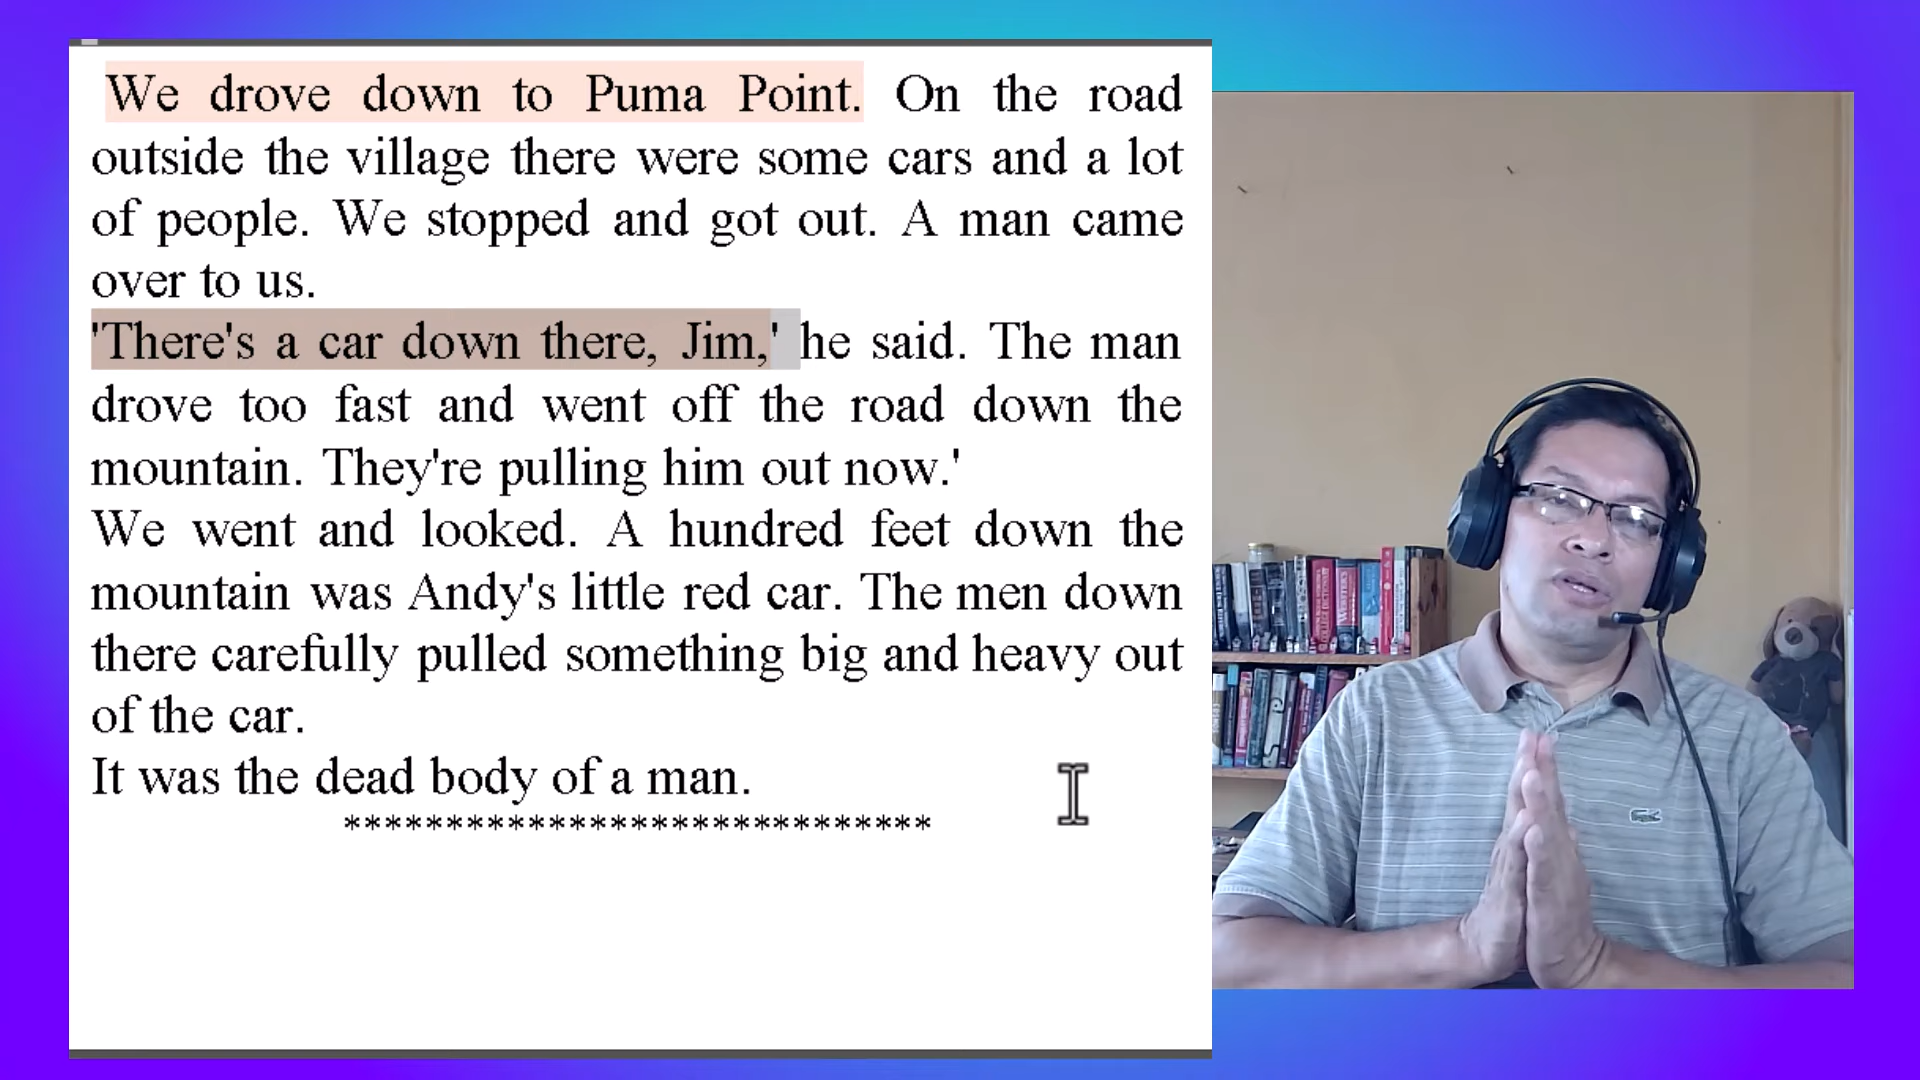 We drove down to Puma Point. On the road
outside the village there were some cars and a lot
of people. We stopped and got out. A man came
over to us.
'There's a car down there, Jim,' he said. The man
drove too fast and went off the road down the
mountain. They're pulling him out now.'
We went and looked. A hundred feet down the
mountain was Andy's little red car. The men down
there carefully pulled something big and heavy out
of the car.
It was the dead body of a man.
*****************************